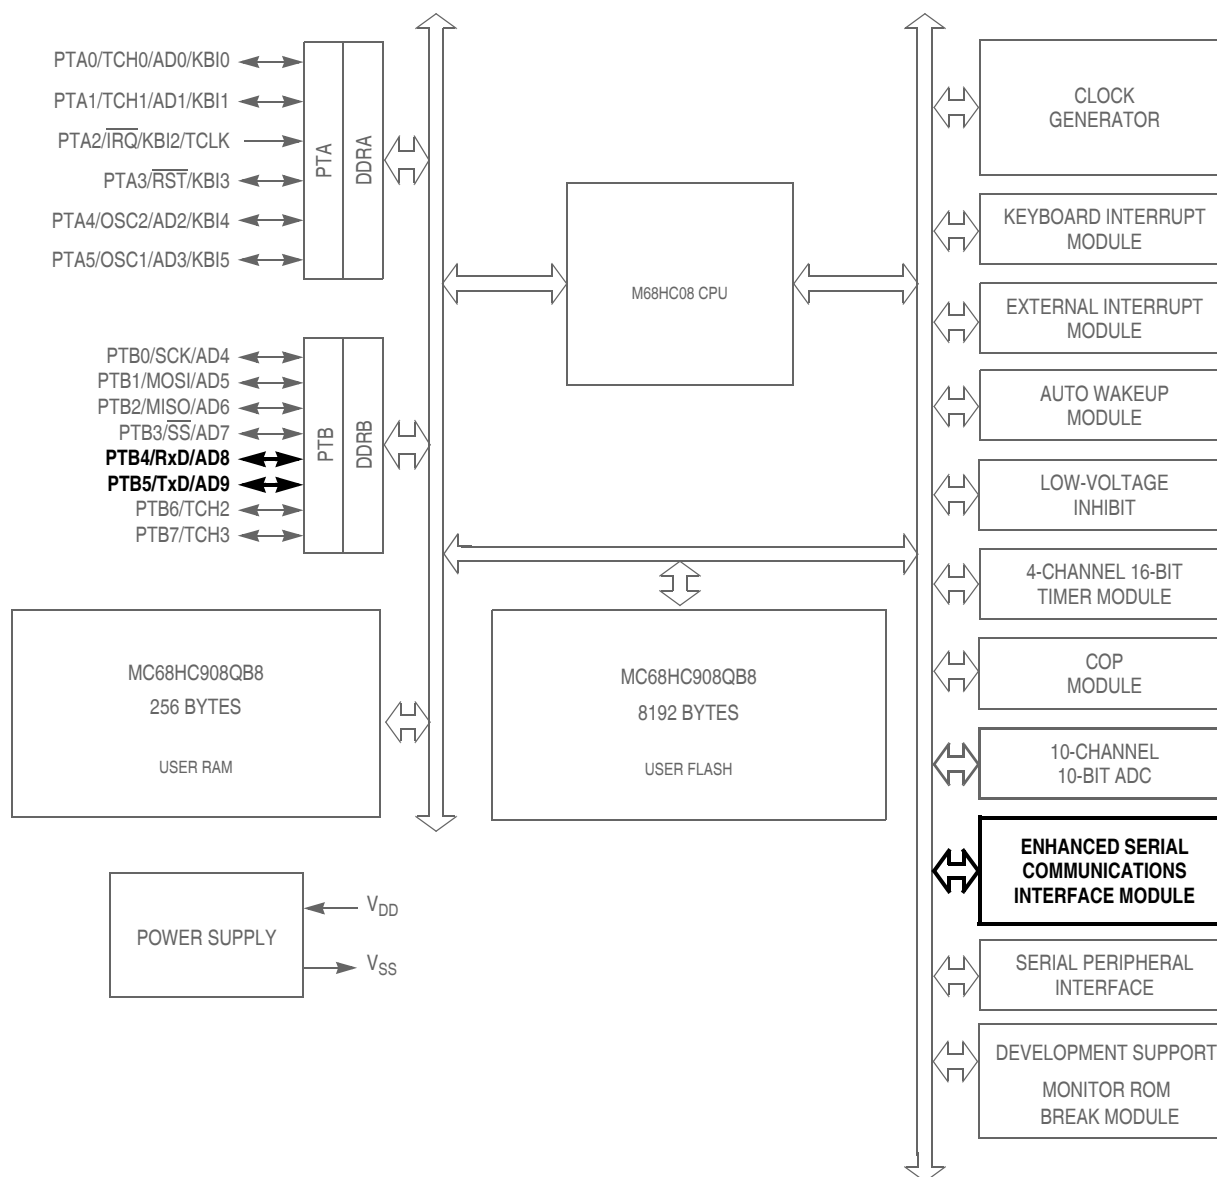 PTA0/TCH0/AD0/KBI0
PTA1/TCH1/AD1/KBI1
PTA2/IRQ/KBI2/TCLK
PTA3/RST/KBI3
PTA4/OSC2/AD2/KBI4
PTA5/OSC1/AD3/KBI5
PTA
DDRA
PTB0/SCK/AD4
PTB1/MOSI/AD5
PTB2/MISO/AD6
PTB3/SS/AD7
PTB4/RxD/AD8
PTB5/TxD/AD9
PTB6/TCH2
PTB7/TCH3
PTB
DDRB
M68HC08 CPU
MC68HC908QB8
256 BYTES
USER RAM
MC68HC908QB8
8192 BYTES
USER FLASH
POWER SUPPLY
VDD
VSS
CLOCK
GENERATOR
KEYBOARD INTERRUPT
MODULE
EXTERNAL INTERRUPT
MODULE
AUTO WAKEUP
MODULE
LOW-VOLTAGE
INHIBIT
4-CHANNEL 16-BIT
TIMER MODULE
COP
MODULE
10-CHANNEL
10-BIT ADC
ENHANCED SERIAL
COMMUNICATIONS
INTERFACE MODULE
SERIAL PERIPHERAL
INTERFACE
DEVELOPMENT SUPPORT
MONITOR ROM
BREAK MODULE